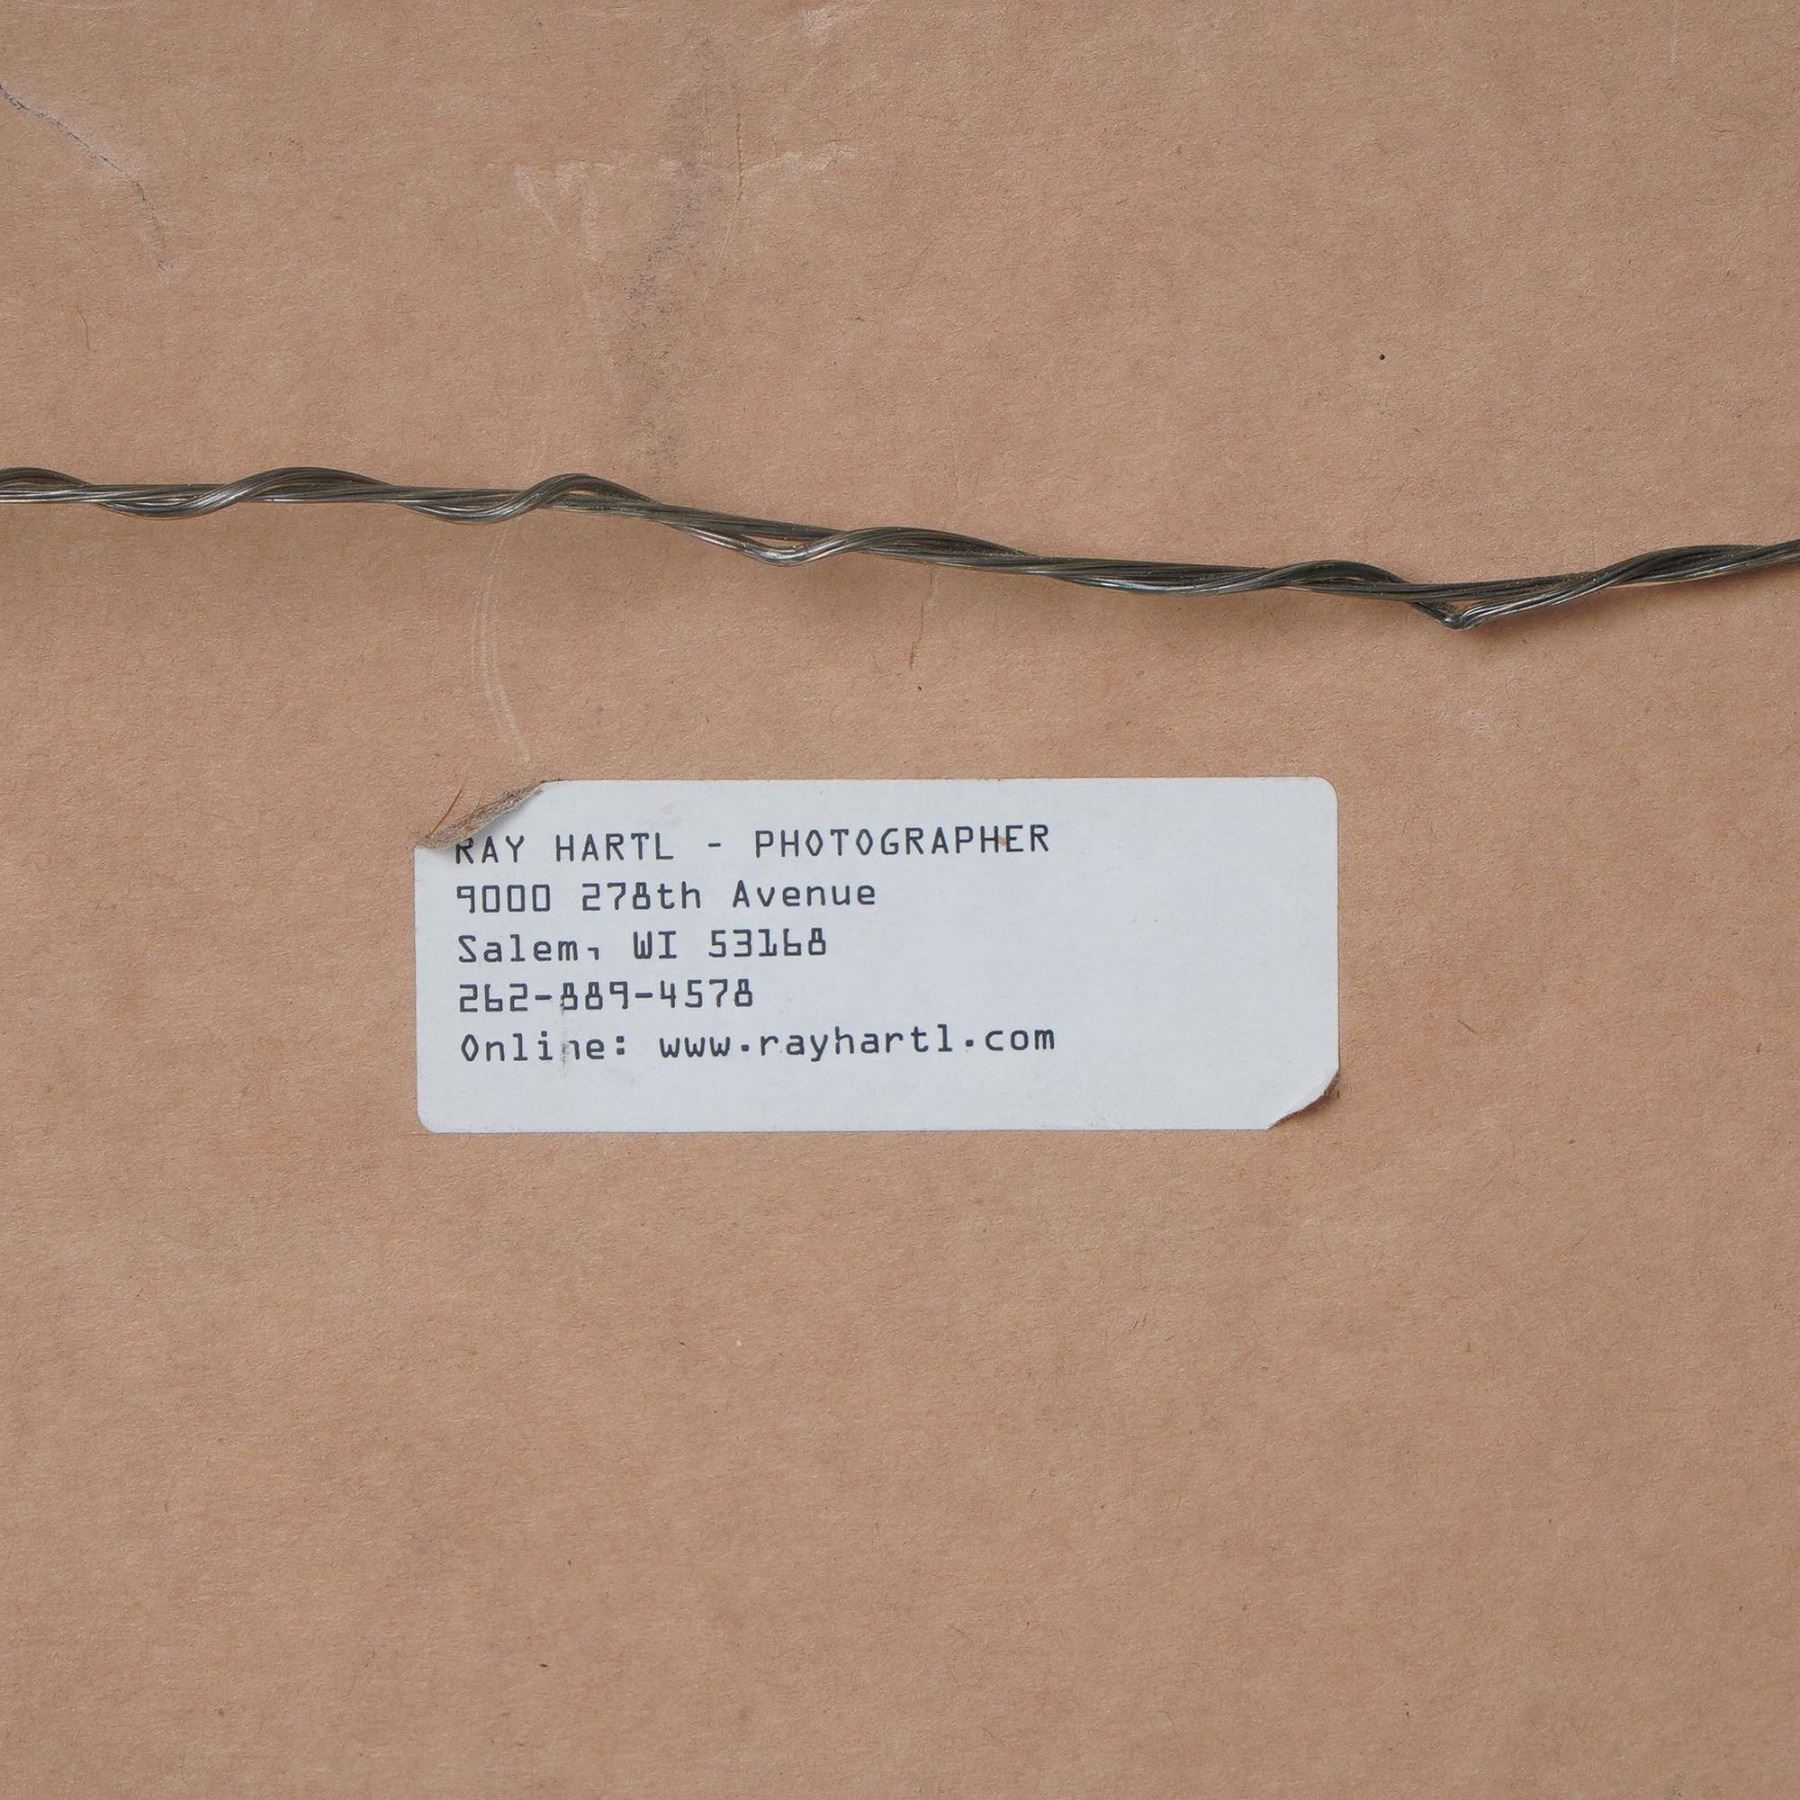 RAY HARTL - PHOTOGRAPHER
9000 278th Avenue
Salem, WI 53168
262-889-4578
Online: www.rayhartl.com